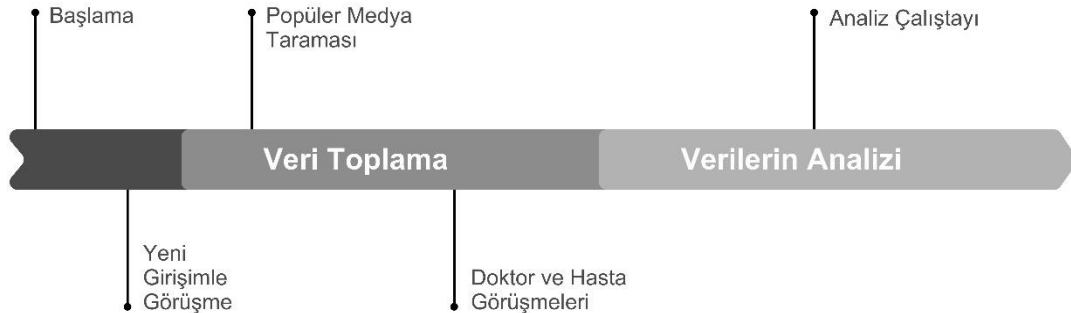 Başlama
Popüler Medya
Taraması
Analiz Çalıştayı
Veri Toplama
Verilerin Analizi
Yeni
Girişimle
Görüşme
Doktor ve Hasta
Görüşmeleri